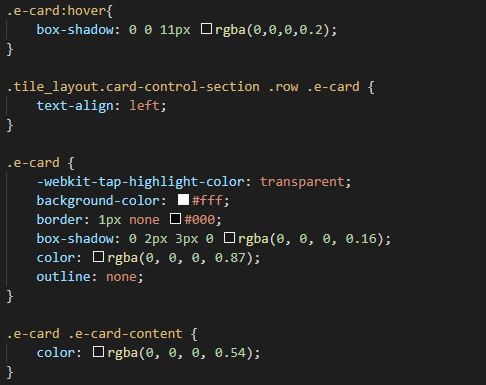 .e-card:hover{
    box-shadow: 0 0 11px rgba(0,0,0,0.2);
}

.tile_layout.card-control-section .row .e-card {
    text-align: left;
}

.e-card {
    -webkit-tap-highlight-color: transparent;
    background-color: #fff;
    border: 1px none #000;
    box-shadow: 0 2px 3px 0 rgba(0, 0, 0, 0.16);
    color: rgba(0, 0, 0, 0.87);
    outline: none;
}

.e-card .e-card-content {
    color: rgba(0, 0, 0, 0.54);
}